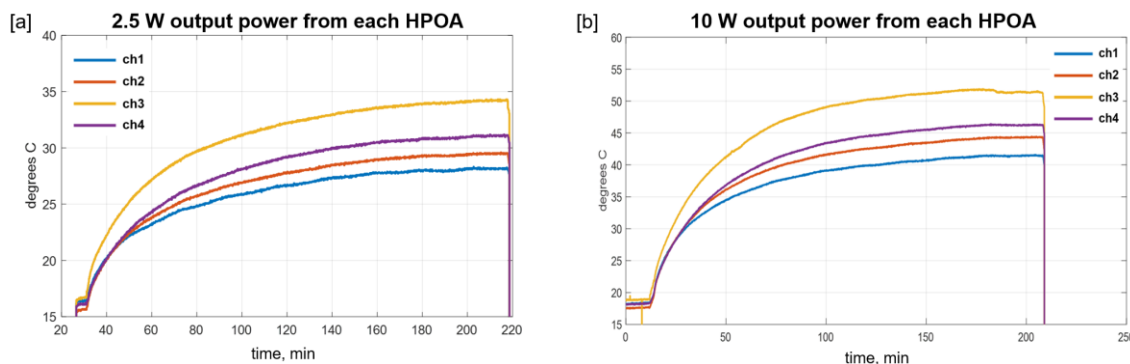 [a] 2.5 W output power from each HPOA
40
35
30
25
20
15
degrees C
ch1
ch2
ch3
ch4
20 40 60 80 100 120 140 160 180 200 220
time, min
[b] 10 W output power from each HPOA
60
55
50
45
40
35
30
25
20
15
degrees C
ch1
ch2
ch3
ch4
0 50 100 150 200 250
time, min